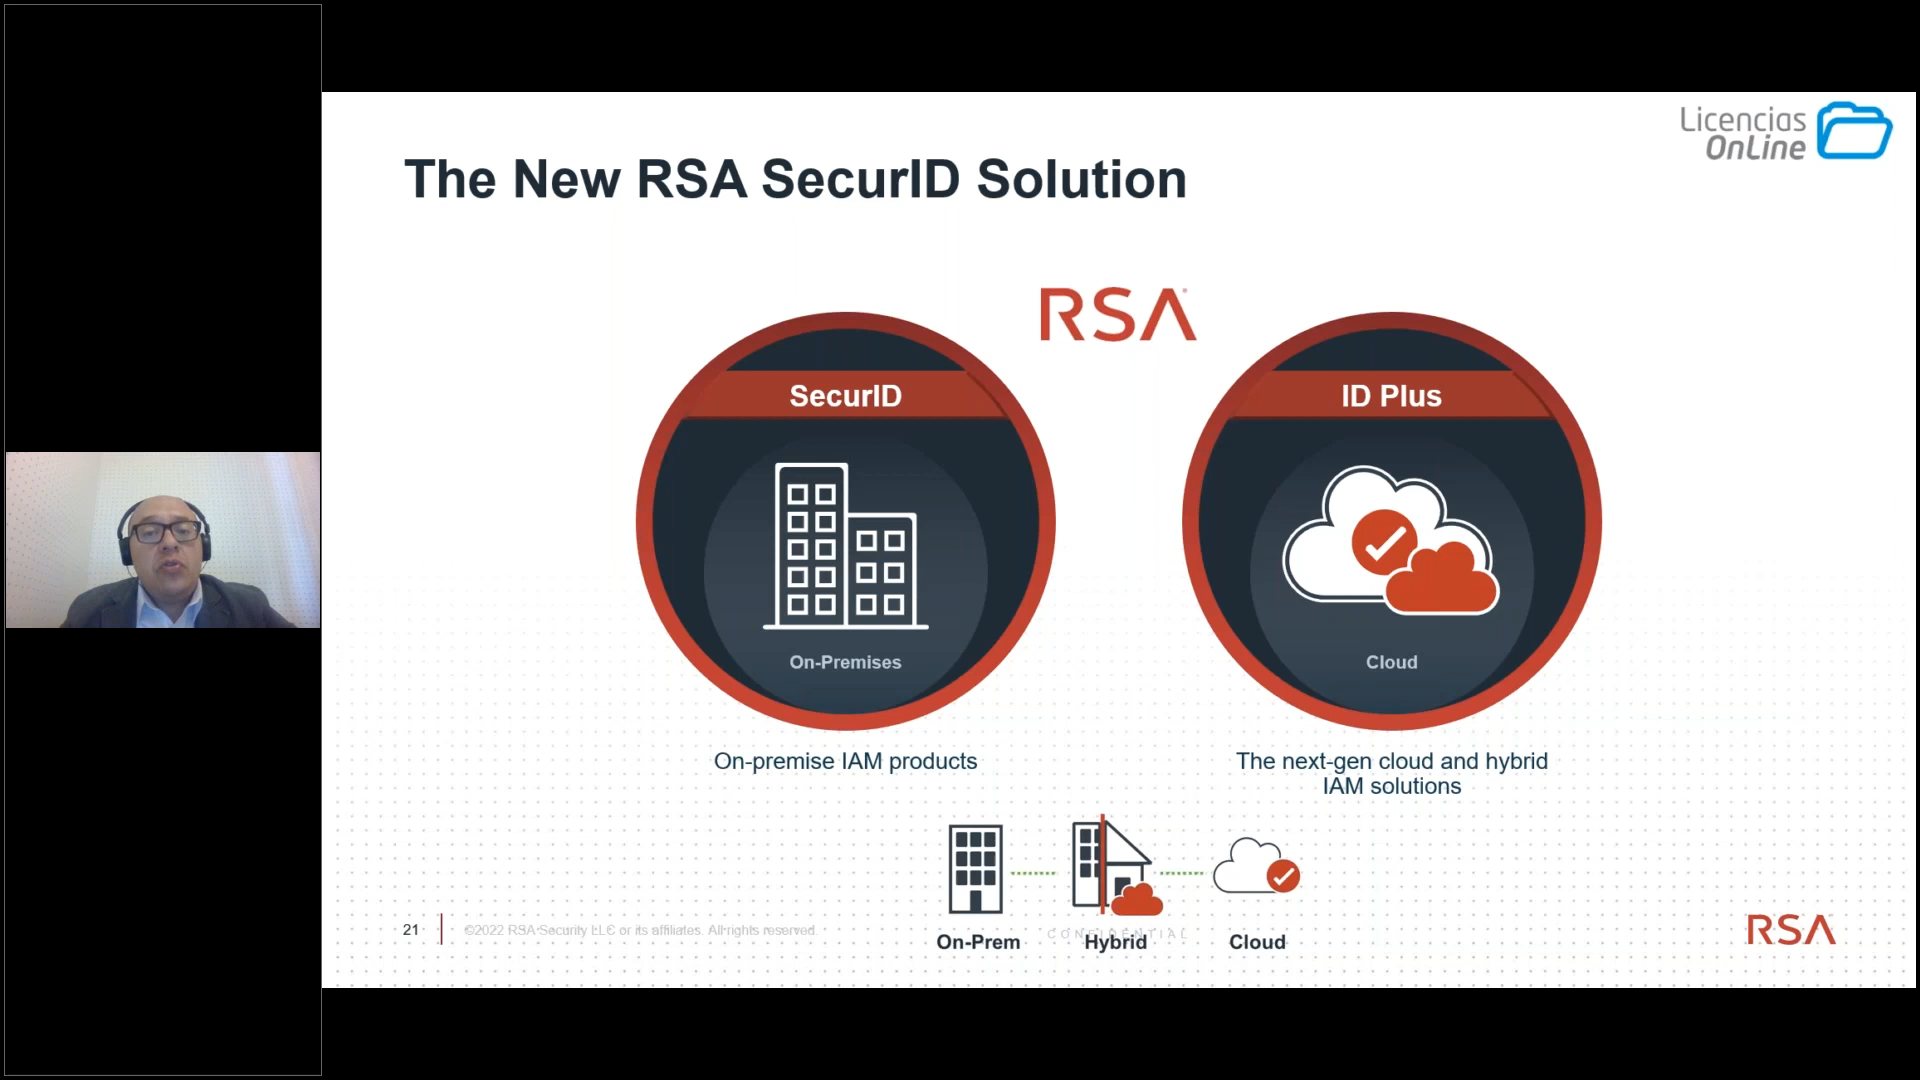 Licencias
OnLine
The New RSA SecurID Solution
RSA
SecurID
ID Plus
On-Premises
Cloud
On-premise IAM products
The next-gen cloud and hybrid
IAM solutions
21
©2022 RSA Security LLC or its affiliates. All rights reserved.
CONFIDENTIAL
On-Prem
Hybrid
Cloud
RSA